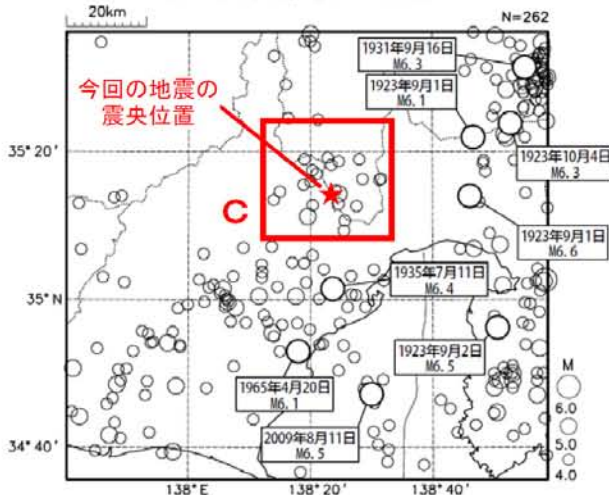 20km
N=262
1931年9月16日
M6.3
1923年9月1日
M6.1
今回の地震の
震央位置
35°20'
1923年10月4日
M6.3
C
1923年9月1日
M6.6
1935年7月11日
M6.4
35°N
1923年9月2日
M6.5
1965年4月20日
M6.1
2009年8月11日
M6.5
M
6.0
5.0
4.0
34°40'
138°E
138°20'
138°40'